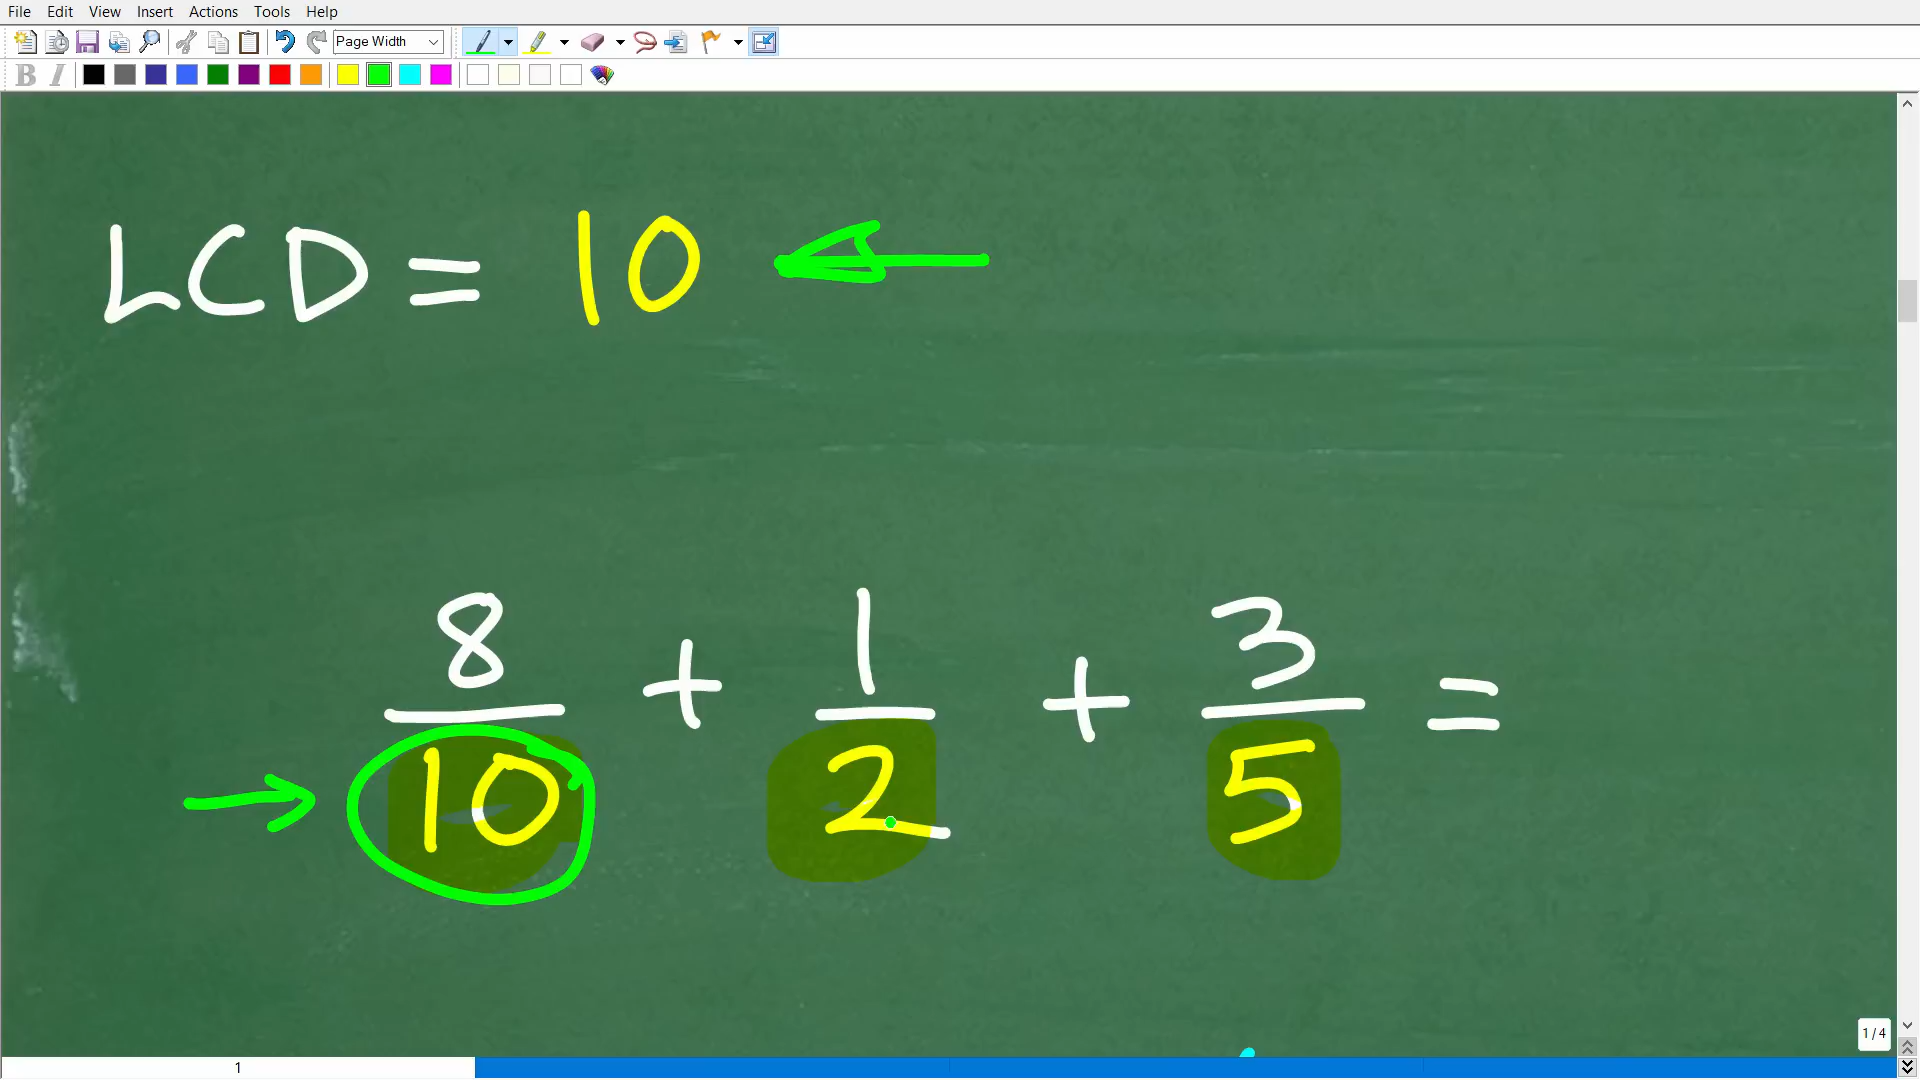 File Edit View Insert Actions Tools Help
Page Width
B I
LCD = 10
8/10 + 1/2 + 3/5 =
1 / 4
1